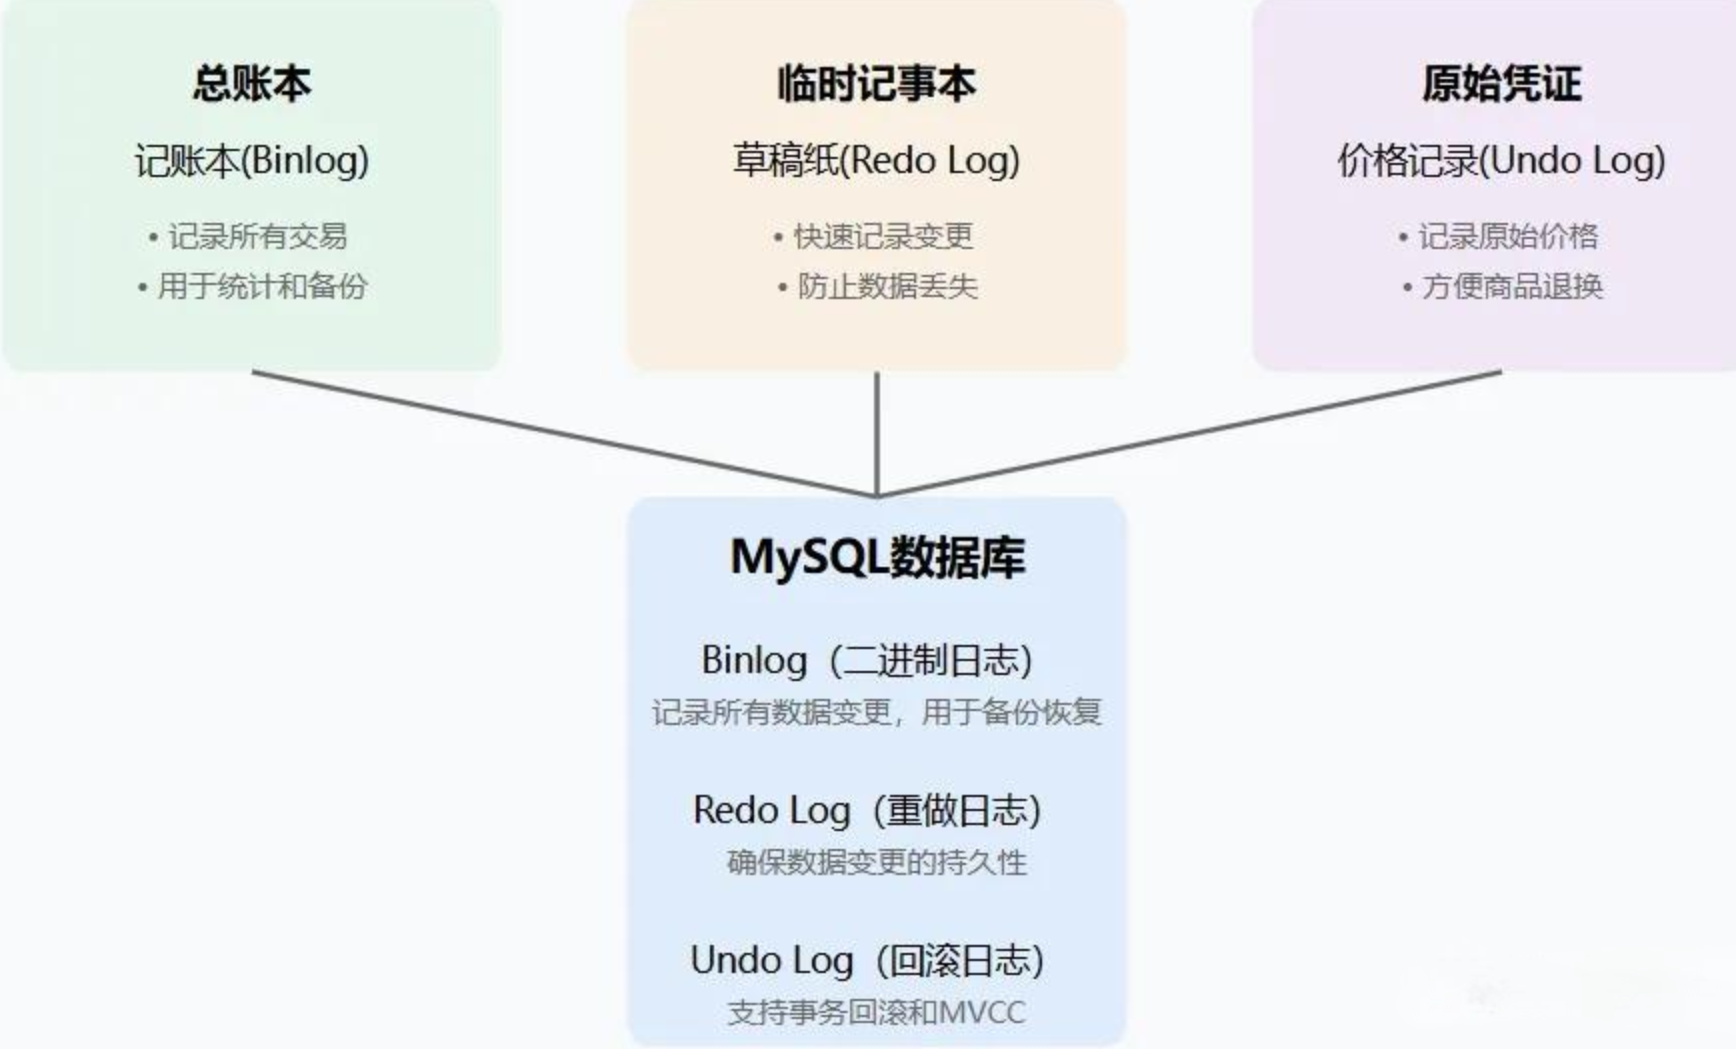 总账本
记账本(Binlog)
• 记录所有交易
• 用于统计和备份
临时记事本
草稿纸(Redo Log)
• 快速记录变更
• 防止数据丢失
原始凭证
价格记录(Undo Log)
• 记录原始价格
• 方便商品退换
MySQL数据库
Binlog（二进制日志）
记录所有数据变更，用于备份恢复
Redo Log（重做日志）
确保数据变更的持久性
Undo Log（回滚日志）
支持事务回滚和MVCC